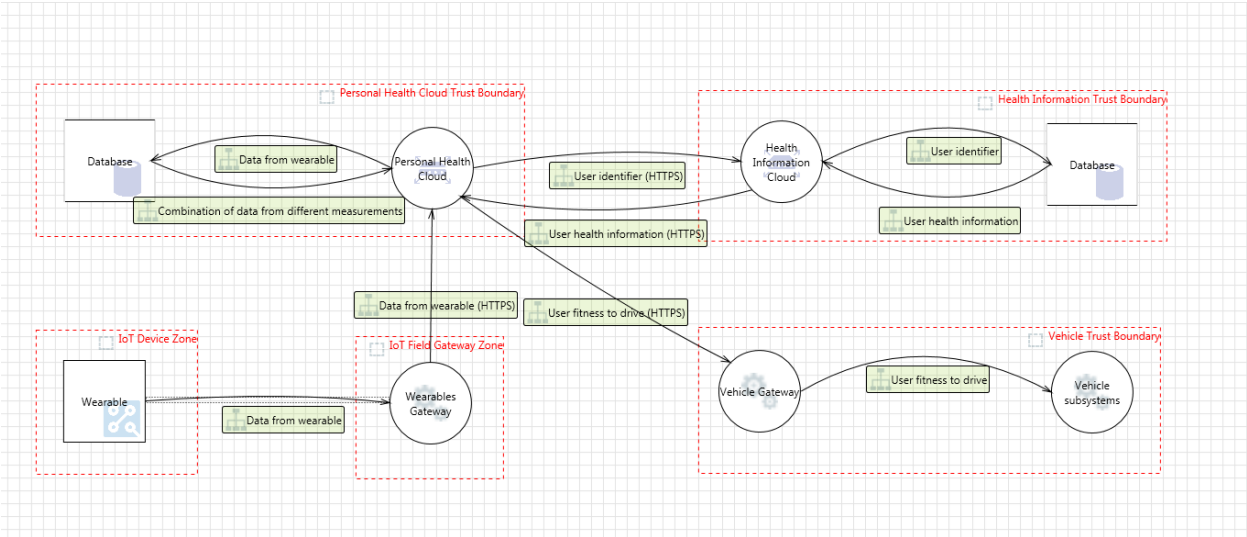 Personal Health Cloud Trust Boundary
Health Information Trust Boundary
Database
Data from wearable
Personal Health
Cloud
Combination of data from different measurements
User identifier (HTTPS)
User health information (HTTPS)
Health
Information
Cloud
User identifier
User health information
Database
Data from wearable (HTTPS)
User fitness to drive (HTTPS)
IoT Device Zone
Wearable
Data from wearable
IoT Field Gateway Zone
Wearables
Gateway
Vehicle Trust Boundary
Vehicle Gateway
User fitness to drive
Vehicle
subsystems